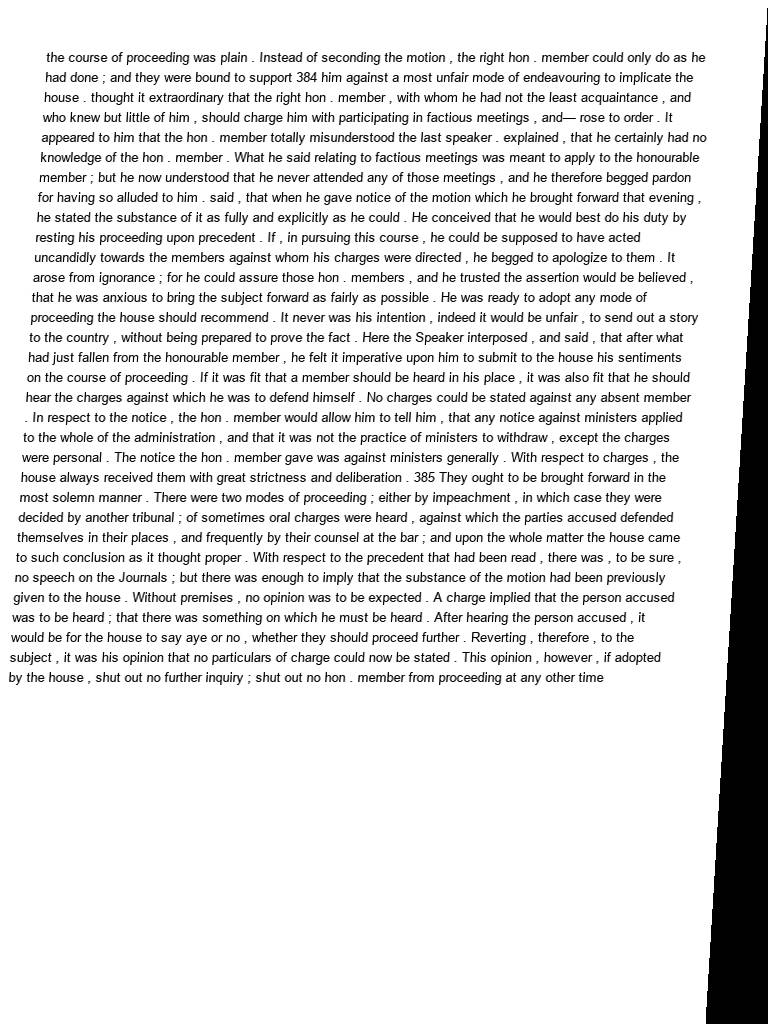 the course of proceeding was plain . Instead of seconding the motion , the right hon . member could only do as he
had done ; and they were bound to support 384 him against a most unfair mode of endeavouring to implicate the
house . thought it extraordinary that the right hon . member , with whom he had not the least acquaintance , and
who knew but little of him , should charge him with participating in factious meetings , and— rose to order . It
appeared to him that the hon . member totally misunderstood the last speaker . explained , that he certainly had no
knowledge of the hon . member . What he said relating to factious meetings was meant to apply to the honourable
member ; but he now understood that he never attended any of those meetings , and he therefore begged pardon
for having so alluded to him . said , that when he gave notice of the motion which he brought forward that evening ,
he stated the substance of it as fully and explicitly as he could . He conceived that he would best do his duty by
resting his proceeding upon precedent . If , in pursuing this course , he could be supposed to have acted
uncandidly towards the members against whom his charges were directed , he begged to apologize to them . It
arose from ignorance ; for he could assure those hon . members , and he trusted the assertion would be believed ,
that he was anxious to bring the subject forward as fairly as possible . He was ready to adopt any mode of
proceeding the house should recommend . It never was his intention , indeed it would be unfair , to send out a story
to the country , without being prepared to prove the fact . Here the Speaker interposed , and said , that after what
had just fallen from the honourable member , he felt it imperative upon him to submit to the house his sentiments
on the course of proceeding . If it was fit that a member should be heard in his place , it was also fit that he should
hear the charges against which he was to defend himself . No charges could be stated against any absent member
. In respect to the notice , the hon . member would allow him to tell him , that any notice against ministers applied
to the whole of the administration , and that it was not the practice of ministers to withdraw , except the charges
were personal . The notice the hon . member gave was against ministers generally . With respect to charges , the
house always received them with great strictness and deliberation . 385 They ought to be brought forward in the
most solemn manner . There were two modes of proceeding ; either by impeachment , in which case they were
decided by another tribunal ; of sometimes oral charges were heard , against which the parties accused defended
themselves in their places , and frequently by their counsel at the bar ; and upon the whole matter the house came
to such conclusion as it thought proper . With respect to the precedent that had been read , there was , to be sure ,
no speech on the Journals ; but there was enough to imply that the substance of the motion had been previously
given to the house . Without premises , no opinion was to be expected . A charge implied that the person accused
was to be heard ; that there was something on which he must be heard . After hearing the person accused , it
would be for the house to say aye or no , whether they should proceed further . Reverting , therefore , to the
subject , it was his opinion that no particulars of charge could now be stated . This opinion , however , if adopted
by the house , shut out no further inquiry ; shut out no hon . member from proceeding at any other time